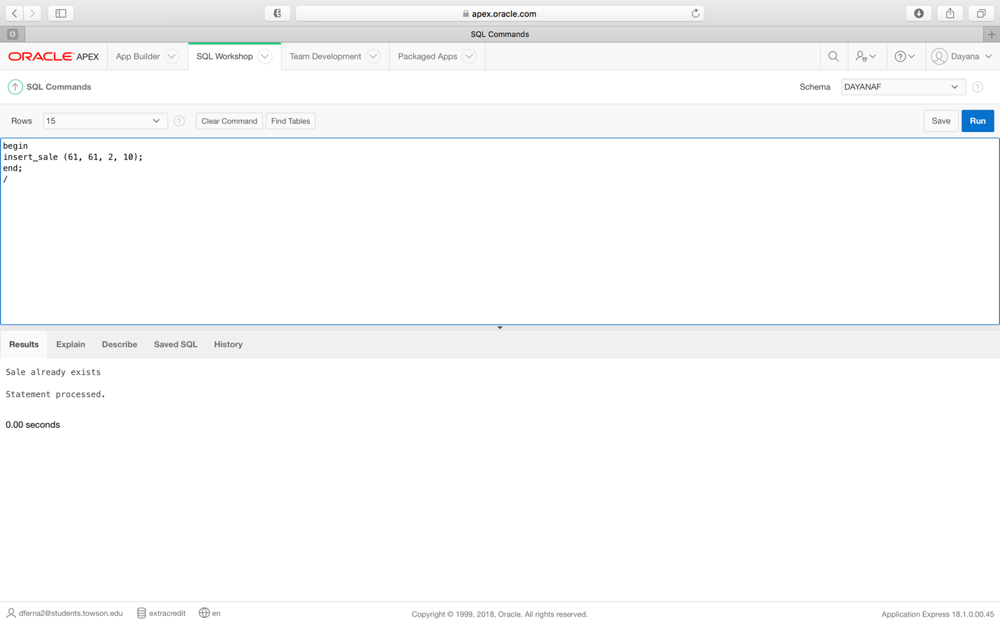 apex.oracle.com
O
SQL Commands
ORACLE APEX
App Builder
SQL Workshop
Team Development
Packaged Apps
?
Dayana
SQL Commands
Schema
DAYANAF
?
Rows
15
?
Clear Command
Find Tables
Save
Run
begin
insert_sale (61, 61, 2, 10);
end;
/
Results
Explain
Describe
Saved SQL
History
Sale already exists
Statement processed.
0.00 seconds
dferna2@students.towson.edu
extracredit
en
Copyright © 1999, 2018, Oracle. All rights reserved.
Application Express 18.1.0.00.45